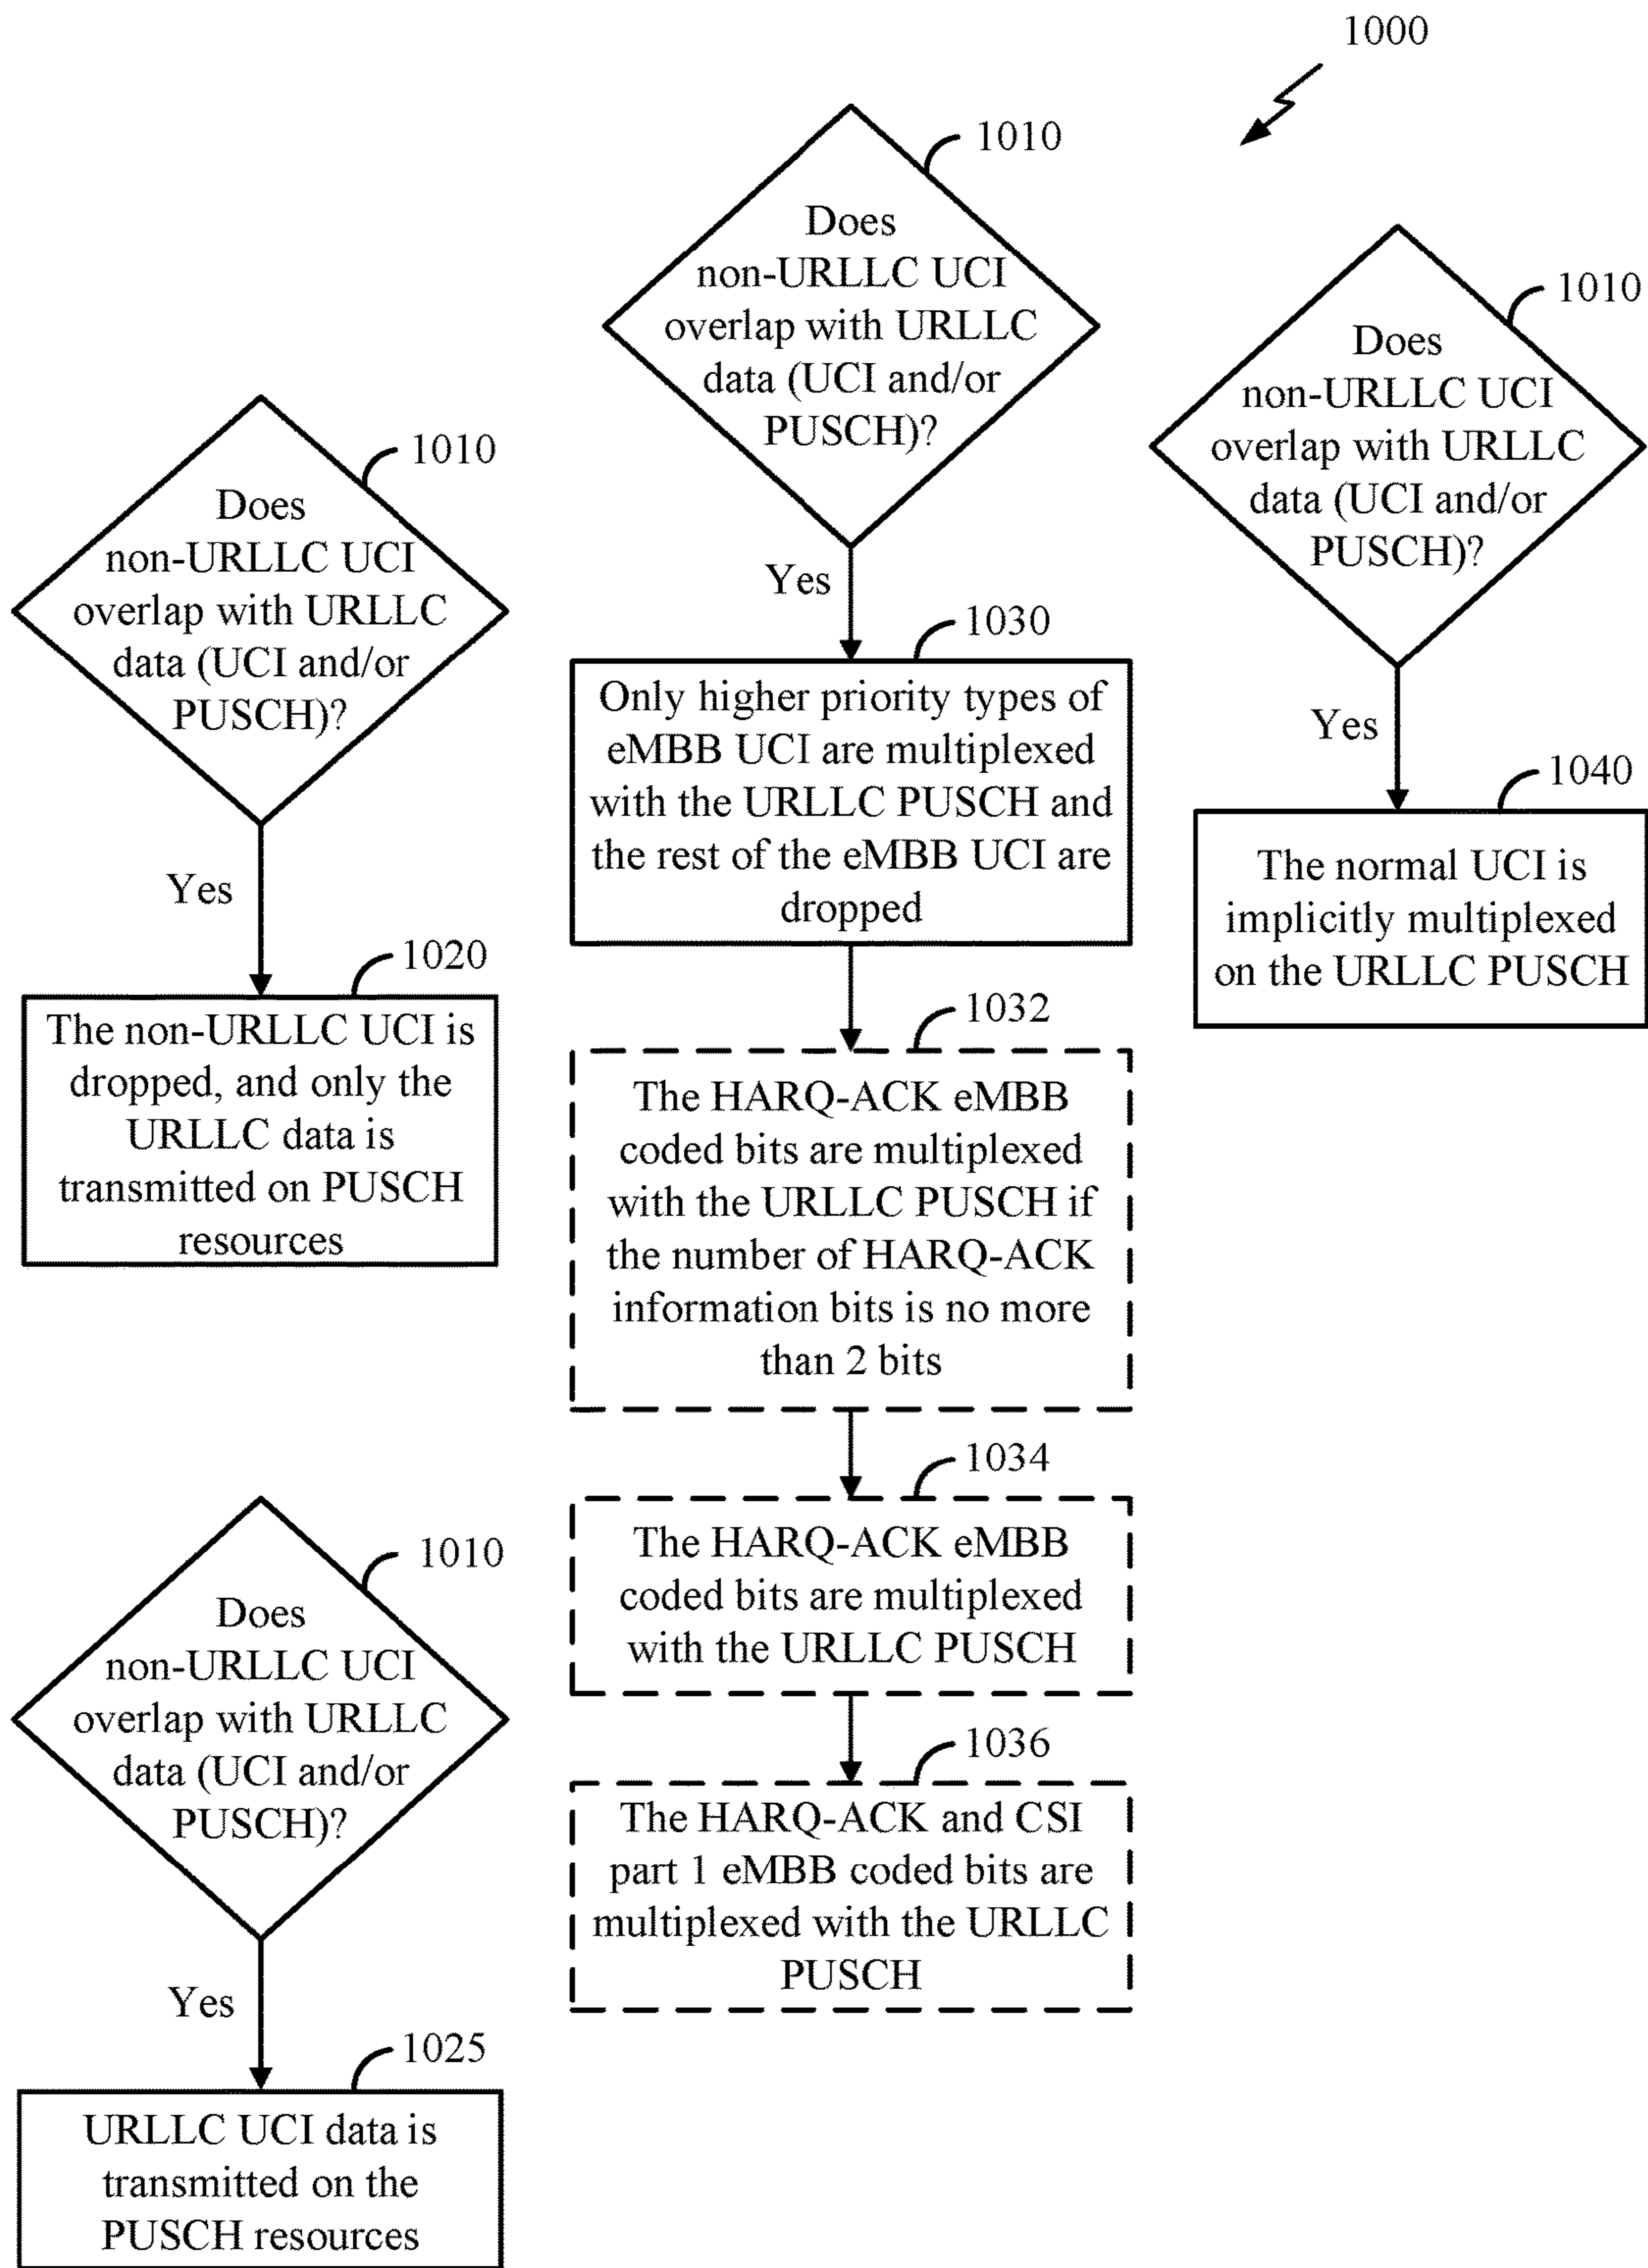 1000
1010
Does
non-URLLC UCI
overlap with URLLC
data (UCI and/or
PUSCH)?
Yes
1020
The non-URLLC UCI is
dropped, and only the
URLLC data is
transmitted on PUSCH
resources
1010
Does
non-URLLC UCI
overlap with URLLC
data (UCI and/or
PUSCH)?
Yes
1025
URLLC UCI data is
transmitted on the
PUSCH resources
1010
Does
non-URLLC UCI
overlap with URLLC
data (UCI and/or
PUSCH)?
Yes
1030
Only higher priority types of
eMBB UCI are multiplexed
with the URLLC PUSCH and
the rest of the eMBB UCI are
dropped
1032
The HARQ-ACK eMBB
coded bits are multiplexed
with the URLLC PUSCH if
the number of HARQ-ACK
information bits is no more
than 2 bits
1034
The HARQ-ACK eMBB
coded bits are multiplexed
with the URLLC PUSCH
1036
The HARQ-ACK and CSI
part 1 eMBB coded bits are
multiplexed with the URLLC
PUSCH
1010
Does
non-URLLC UCI
overlap with URLLC
data (UCI and/or
PUSCH)?
Yes
1040
The normal UCI is
implicitly multiplexed
on the URLLC PUSCH